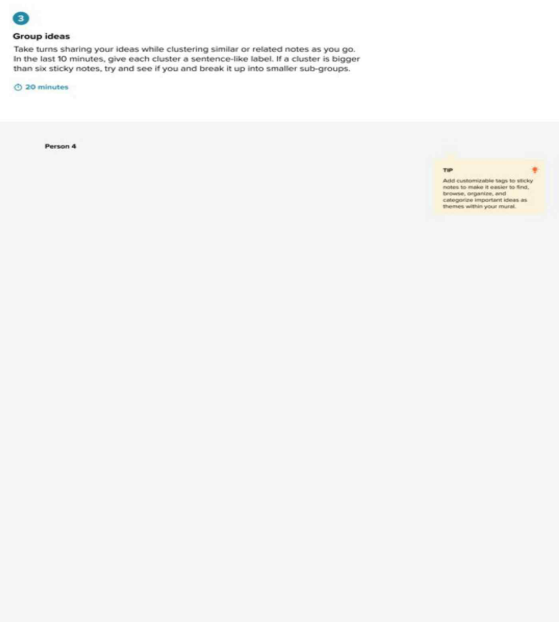 3
Group ideas
Take turns sharing your ideas while clustering similar or related notes as you go.
In the last 10 minutes, give each cluster a sentence-like label. If a cluster is bigger
than six sticky notes, try and see if you and break it up into smaller sub-groups.
20 minutes
Person 4
TIP
Add customizable tags to sticky
notes to make it easier to find,
browse, organize, and
categorize important ideas as
themes within your mural.